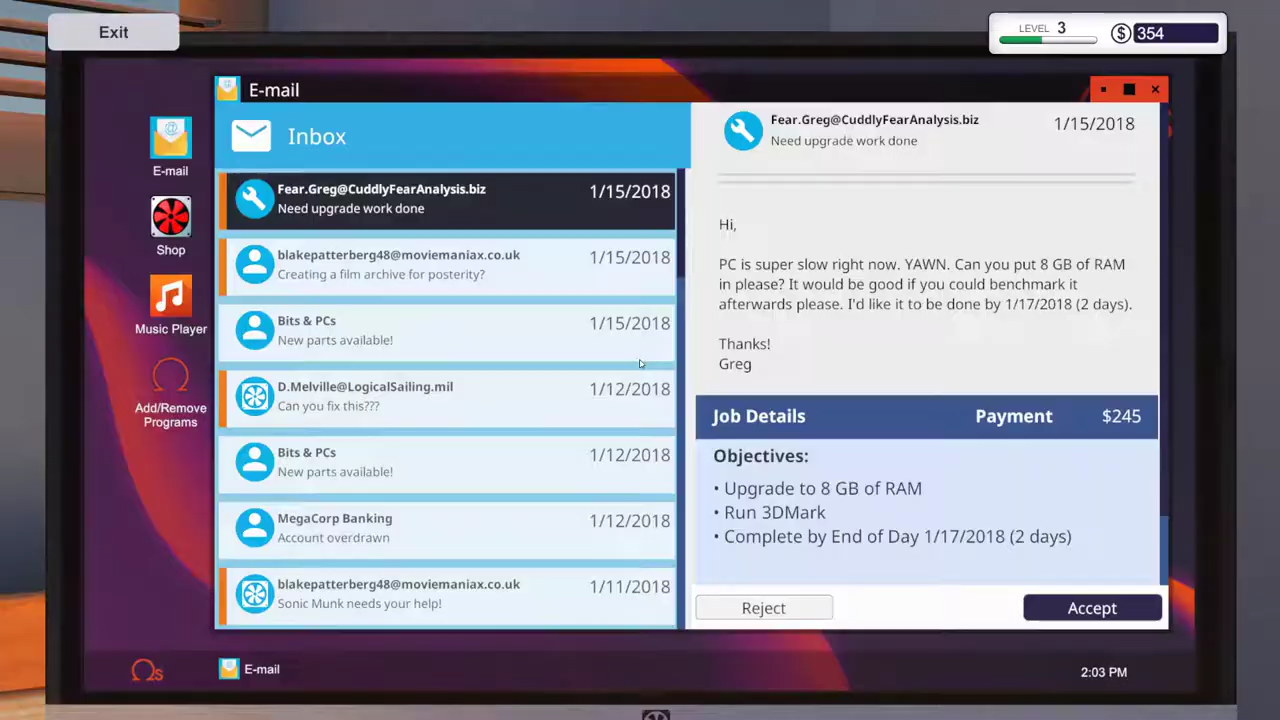 Exit
LEVEL 3
$ 354
E-mail
Shop
Music Player
Add/Remove
Programs
E-mail
Inbox
Fear.Greg@CuddlyFearAnalysis.biz 1/15/2018
Need upgrade work done
blakepatterberg48@moviemaniax.co.uk 1/15/2018
Creating a film archive for posterity?
Bits & PCs 1/15/2018
New parts available!
D.Melville@LogicalSailing.mil 1/12/2018
Can you fix this???
Bits & PCs 1/12/2018
New parts available!
MegaCorp Banking 1/12/2018
Account overdrawn
blakepatterberg48@moviemaniax.co.uk 1/11/2018
Sonic Munk needs your help!
Fear.Greg@CuddlyFearAnalysis.biz 1/15/2018
Need upgrade work done
Hi,
PC is super slow right now. YAWN. Can you put 8 GB of RAM
in please? It would be good if you could benchmark it
afterwards please. I'd like it to be done by 1/17/2018 (2 days).
Thanks!
Greg
Job Details Payment $245
Objectives:
• Upgrade to 8 GB of RAM
• Run 3DMark
• Complete by End of Day 1/17/2018 (2 days)
Reject Accept
Ωs E-mail 2:03 PM